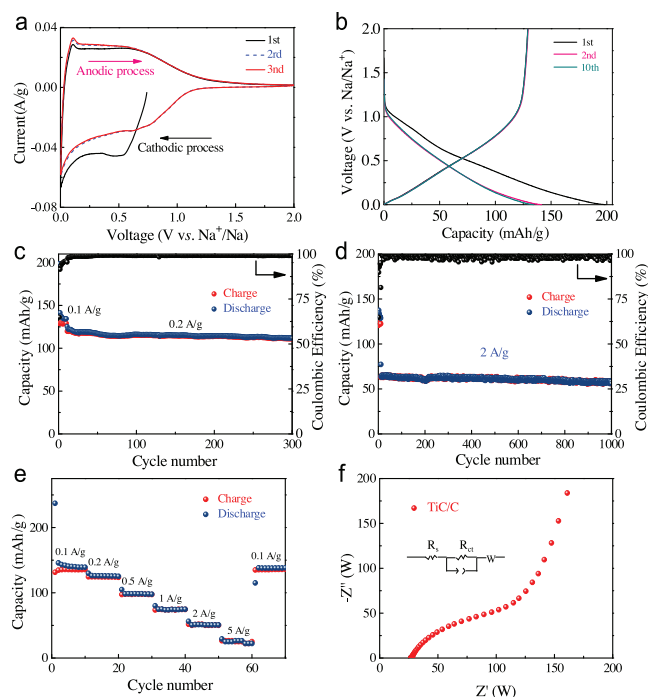 a
0.04
0.00
-0.04
-0.08
Current(A/g)
1st
2rd
3nd
Anodic process
Cathodic process
0.0
0.5
1.0
1.5
2.0
Voltage (V vs. Na⁺/Na)
b
2.0
1.5
1.0
0.5
0.0
Voltage (V vs. Na/Na⁺)
1st
2nd
10th
0
50
100
150
200
Capacity (mAh/g)
c
200
150
100
50
0
Capacity (mAh/g)
0.1 A/g
0.2 A/g
Charge
Discharge
100
75
50
25
0
Coulombic Efficiency (%)
0
100
200
300
Cycle number
d
200
150
100
50
0
Capacity (mAh/g)
Charge
Discharge
2 A/g
100
75
50
25
0
Coulombic Efficiency (%)
0
200
400
600
800
1000
Cycle number
e
200
100
0
Capacity (mAh/g)
Charge
Discharge
0.1 A/g
0.2 A/g
0.5 A/g
1 A/g
2 A/g
5 A/g
0.1 A/g
0
20
40
60
Cycle number
f
200
150
100
50
0
-Z'' (W)
TiC/C
Rs
Rct
W
0
50
100
150
200
Z' (W)